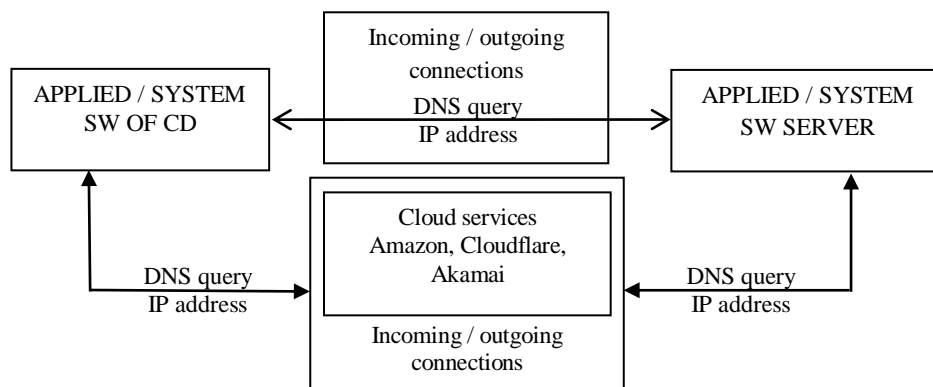 Incoming / outgoing
connections
APPLIED / SYSTEM
SW OF CD
DNS query
IP address
APPLIED / SYSTEM
SW SERVER
Cloud services
Amazon, Cloudflare,
Akamai
DNS query
IP address
DNS query
IP address
Incoming / outgoing
connections